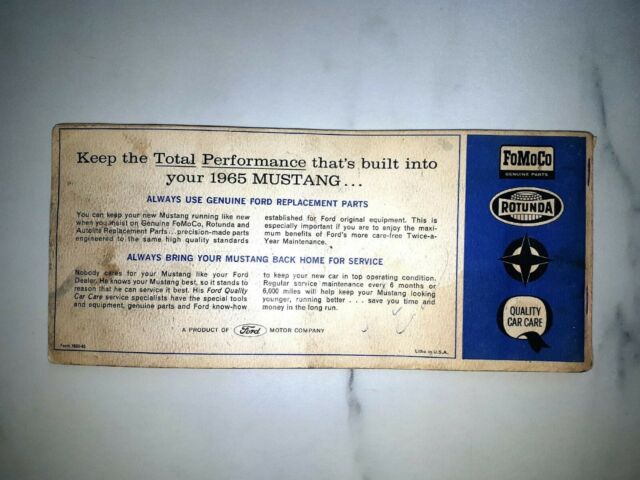 Keep the Total Performance that's built into
your 1965 MUSTANG...
ALWAYS USE GENUINE FORD REPLACEMENT PARTS
You can keep your new Mustang running like new
when you insist on Genuine FoMoCo, Rotunda and
Autolite Replacement Parts...precision-made parts
engineered to the same high quality standards
established for Ford original equipment. This is
especially important if you are to enjoy the maxi-
mum benefits of Ford's more care-free Twice-a-
Year Maintenance.
ALWAYS BRING YOUR MUSTANG BACK HOME FOR SERVICE
Nobody cares for your Mustang like your Ford
Dealer. He knows your Mustang best, so it stands to
reason that he can service it best. His Ford Quality
Car Care service specialists have the special tools
and equipment, genuine parts and Ford know-how
to keep your new car in top operating condition.
Regular service maintenance every 6 months or
6,000 miles will help keep your Mustang looking
younger, running better . . . save you time and
money in the long run.
A PRODUCT OF Ford MOTOR COMPANY
Form
Litho in U.S.A.
FoMoCo
GENUINE PARTS
ROTUNDA
QUALITY
CAR CARE